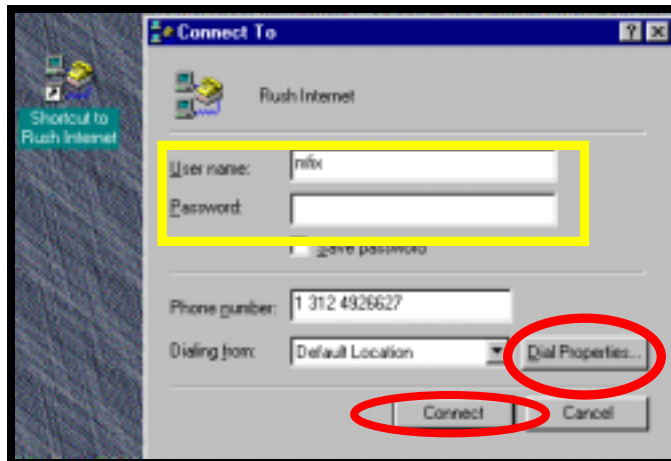 Connect To
Shortcut to
Rush Internet
Rush Internet
User name:
nifix
Password:
Save password
Phone number:
1 312 4926627
Dialing from:
Default Location
Dial Properties...
Connect
Cancel